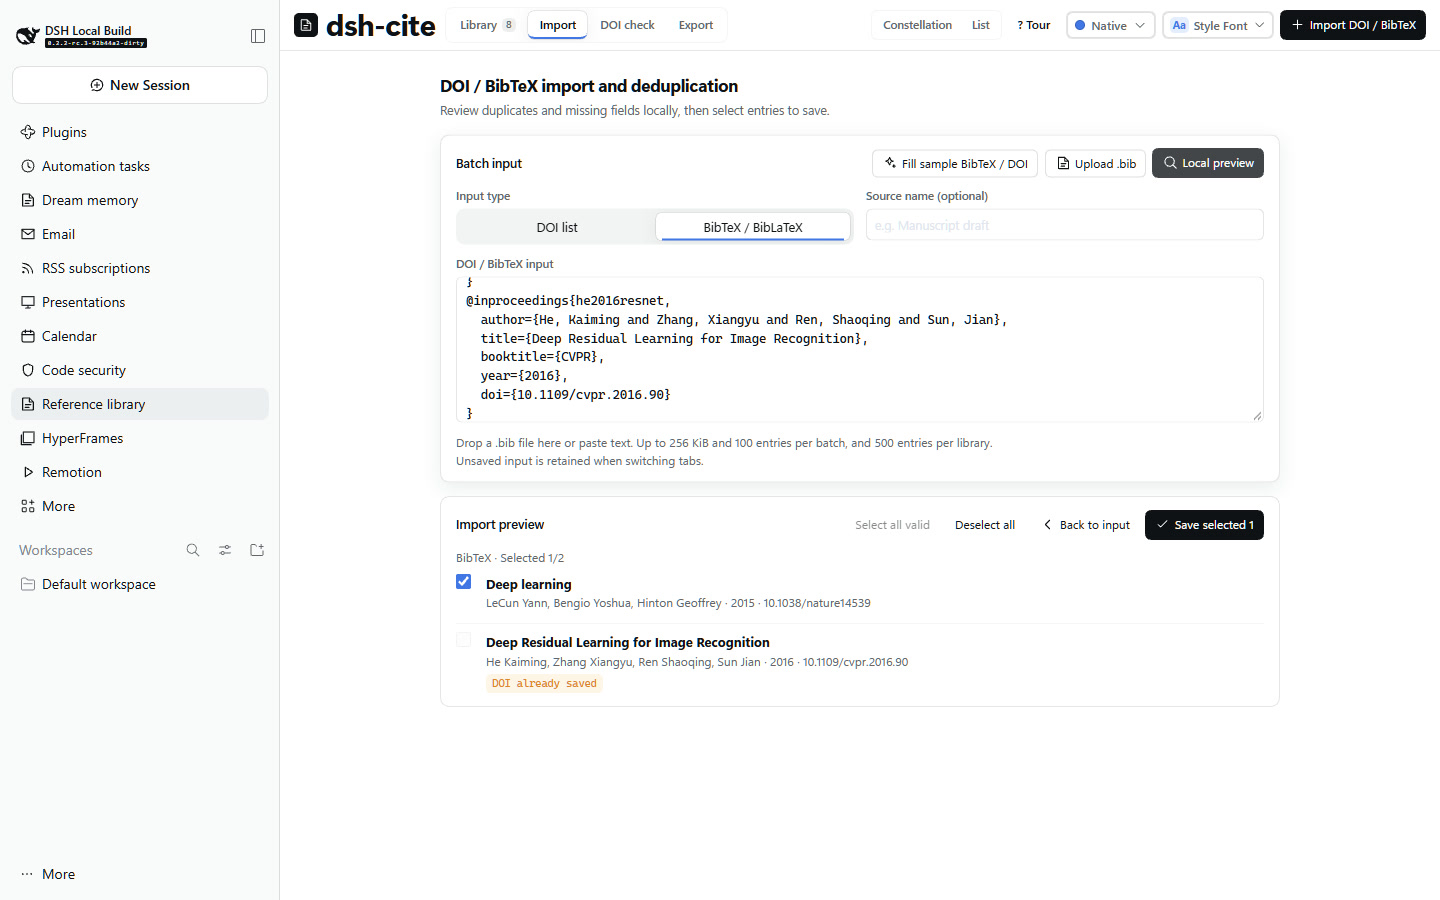 DSH Local Build
0.2.2-rc.3-92b44a2-dirty
New Session
Plugins
Automation tasks
Dream memory
Email
RSS subscriptions
Presentations
Calendar
Code security
Reference library
HyperFrames
Remotion
More
Workspaces
Default workspace
More
dsh-cite
Library 8
Import
DOI check
Export
Constellation
List
? Tour
Native
Aa Style Font
Import DOI / BibTeX
DOI / BibTeX import and deduplication
Review duplicates and missing fields locally, then select entries to save.
Batch input
Fill sample BibTeX / DOI
Upload .bib
Local preview
Input type
Source name (optional)
DOI list
BibTeX / BibLaTeX
e.g. Manuscript draft
DOI / BibTeX input
}
@inproceedings{he2016resnet,
author={He, Kaiming and Zhang, Xiangyu and Ren, Shaoqing and Sun, Jian},
title={Deep Residual Learning for Image Recognition},
booktitle={CVPR},
year={2016},
doi={10.1109/cvpr.2016.90}
}
Drop a .bib file here or paste text. Up to 256 KiB and 100 entries per batch, and 500 entries per library.
Unsaved input is retained when switching tabs.
Import preview
Select all valid
Deselect all
Back to input
Save selected 1
BibTeX · Selected 1/2
Deep learning
LeCun Yann, Bengio Yoshua, Hinton Geoffrey · 2015 · 10.1038/nature14539
Deep Residual Learning for Image Recognition
He Kaiming, Zhang Xiangyu, Ren Shaoqing, Sun Jian · 2016 · 10.1109/cvpr.2016.90
DOI already saved